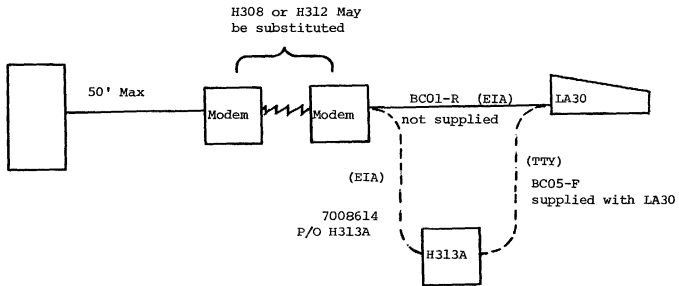 H308 or H312 May
be substituted
50' Max
Modem
Modem
BC01-R (EIA)
not supplied
LA30
(EIA)
(TTY)
BC05-F
supplied with LA30
7008614
P/O H313A
H313A